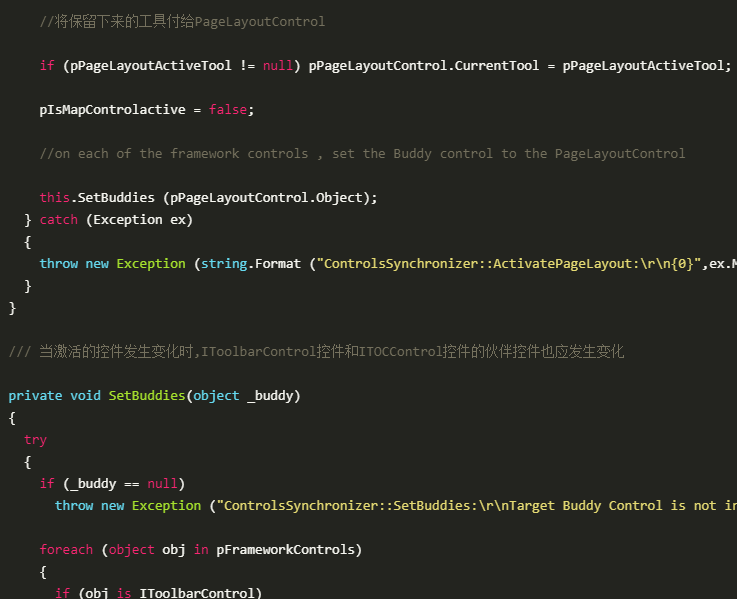 //将保留下来的工具付给PageLayoutControl
if (pPageLayoutActiveTool != null) pPageLayoutControl.CurrentTool = pPageLayoutActiveTool;
pIsMapControlactive = false;
//on each of the framework controls , set the Buddy control to the PageLayoutControl
this.SetBuddies (pPageLayoutControl.Object);
} catch (Exception ex)
{
throw new Exception (string.Format ("ControlsSynchronizer::ActivatePageLayout:\r\n{0}",ex.M
}
}
/// 当激活的控件发生变化时,IToolbarControl控件和ITOCControl控件的伙伴控件也应发生变化
private void SetBuddies(object _buddy)
{
try
{
if (_buddy == null)
throw new Exception ("ControlsSynchronizer::SetBuddies:\r\nTarget Buddy Control is not in
foreach (object obj in pFrameworkControls)
{
if (obj is IToolbarControl)